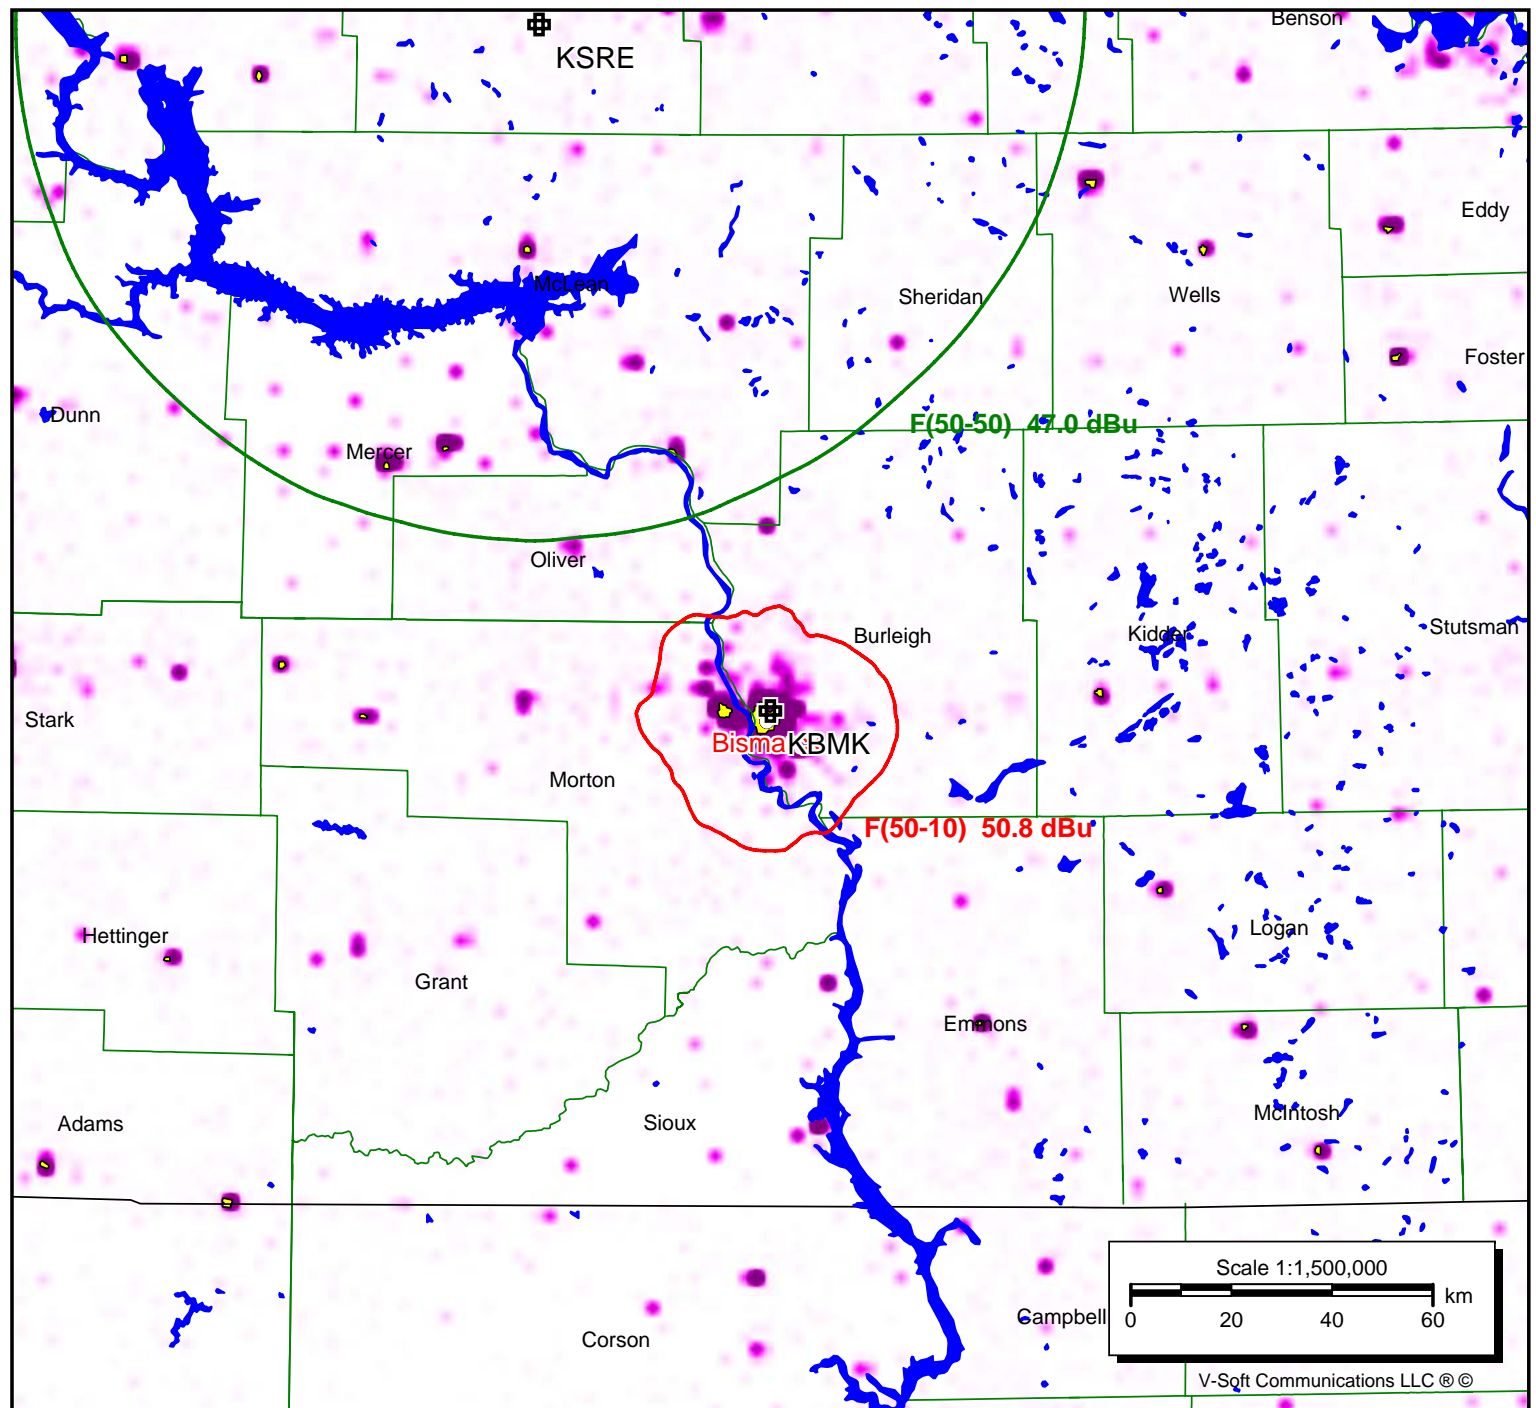 Benson
KSRE
Eddy
McLean
Sheridan
Wells
Foster
Dunn
F(50-50) 47.0 dBu
Mercer
Oliver
Burleigh
Kidder
Stutsman
Stark
BismaKBMK
Morton
F(50-10) 50.8 dBu
Hettinger
Logan
Grant
Emmons
McIntosh
Adams
Sioux
Scale 1:1,500,000
km
0 20 40 60
Campbell
Corson
V-Soft Communications LLC ® ©